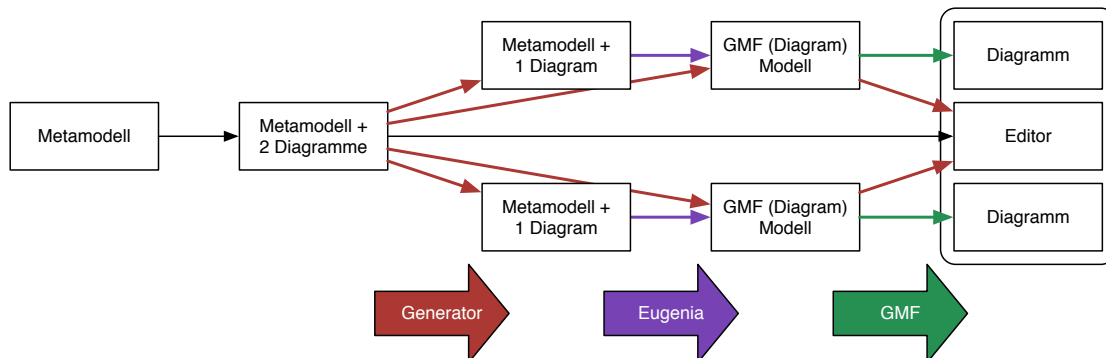 Metamodell +
1 Diagram
GMF (Diagram)
Modell
Diagramm
Metamodell
Metamodell +
2 Diagramme
Editor
Metamodell +
1 Diagram
GMF (Diagram)
Modell
Diagramm
Generator
Eugenia
GMF